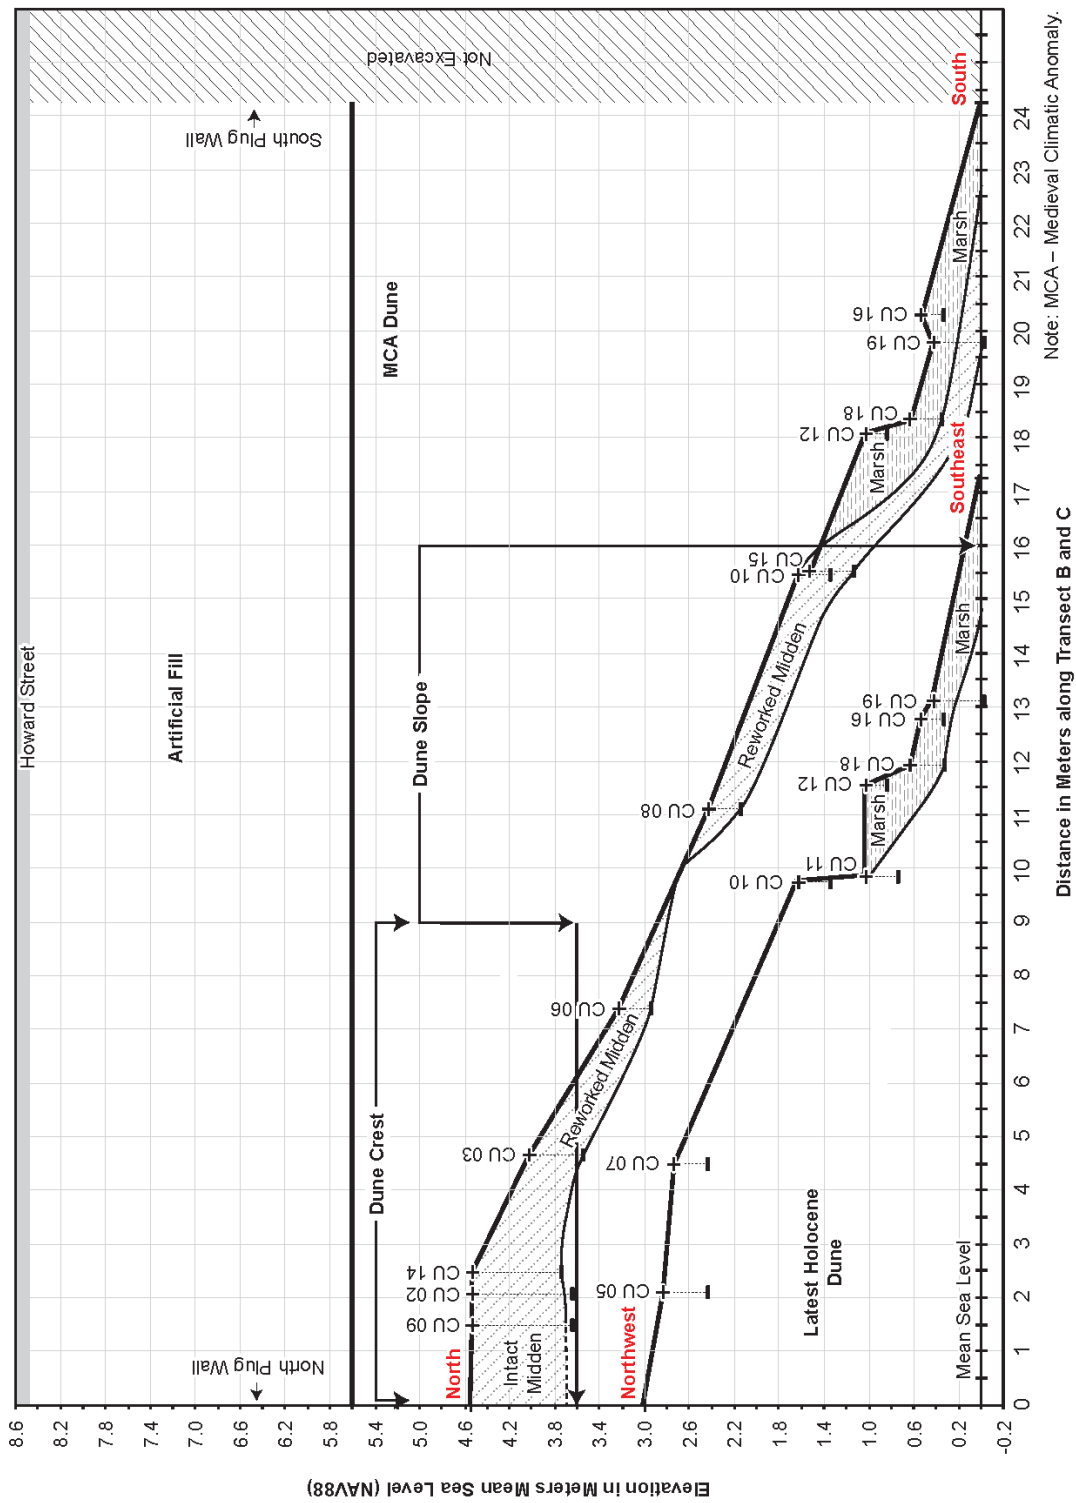 Howard Street
Artificial Fill
North Plug Wall
South Plug Wall
Not Excavated
MCA Dune
Dune Crest
Dune Slope
North
Intact
Midden
CU 09
CU 02
CU 14
CU 03
Reworked Midden
CU 06
CU 08
Reworked Midden
CU 10
CU 15
CU 12
Marsh
CU 18
CU 19
CU 16
Marsh
South
Northwest
CU 05
CU 07
CU 10
CU 11
CU 12
Marsh
CU 18
CU 16
CU 19
Marsh
Southeast
Latest Holocene
Dune
Mean Sea Level
8.6
8.2
7.8
7.4
7.0
6.6
6.2
5.8
5.4
5.0
4.6
4.2
3.8
3.4
3.0
2.6
2.2
1.8
1.4
1.0
0.6
0.2
-0.2
Elevation in Meters Mean Sea Level (NAV88)
0 1 2 3 4 5 6 7 8 9 10 11 12 13 14 15 16 17 18 19 20 21 22 23 24
Distance in Meters along Transect B and C
Note: MCA – Medieval Climatic Anomaly.